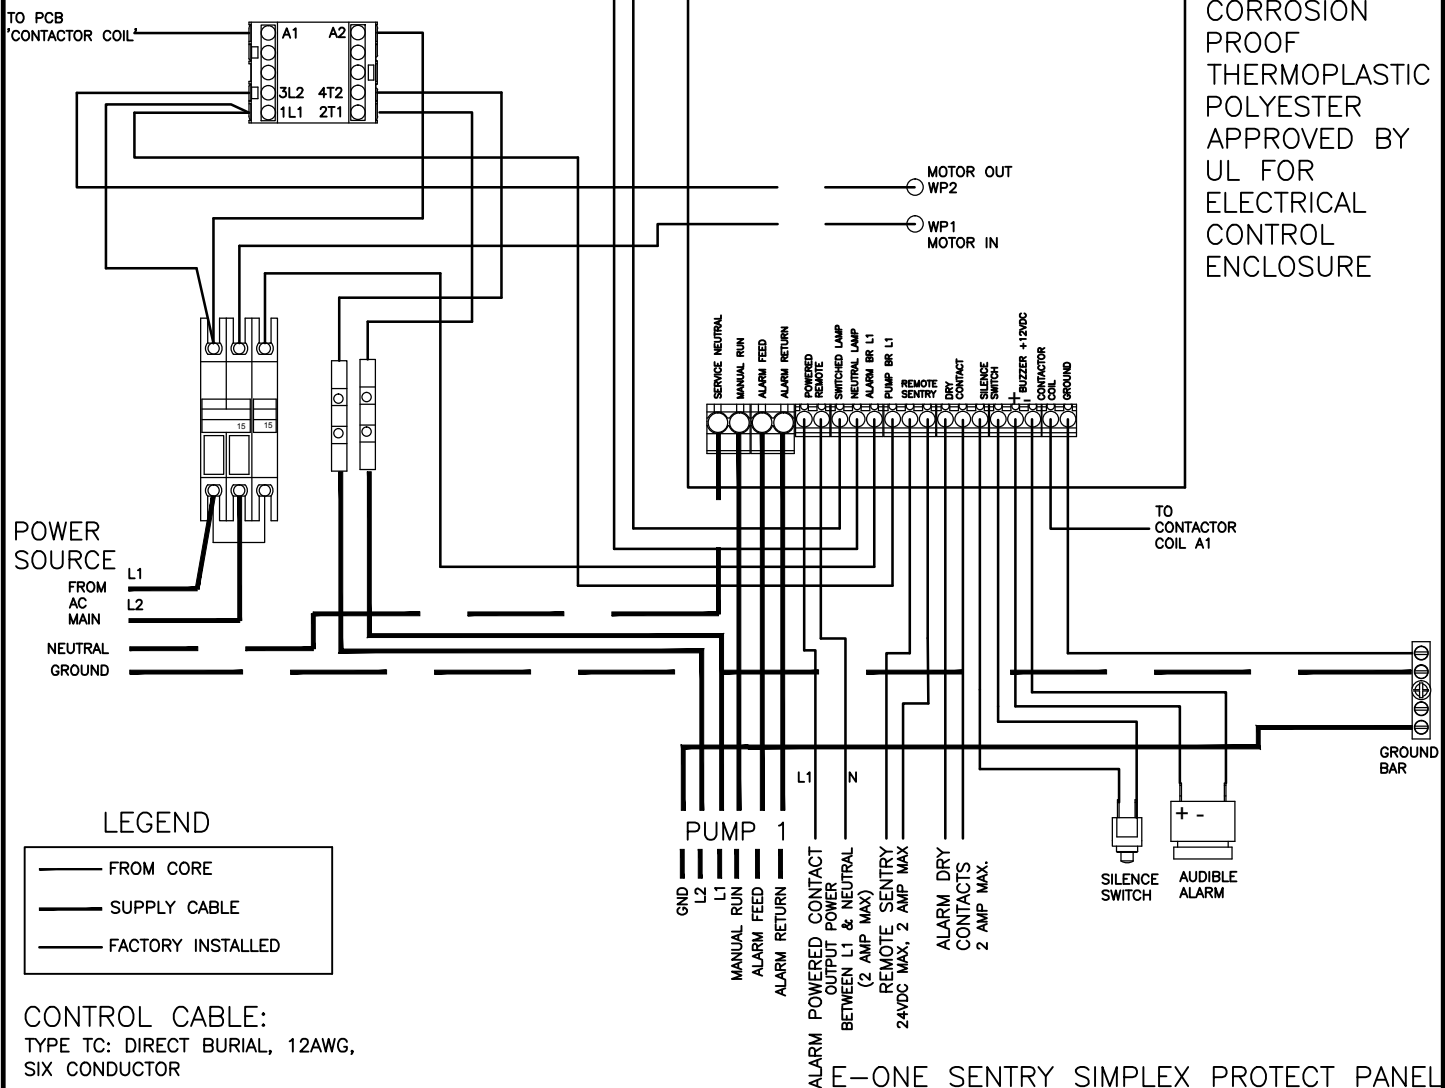 TO PCB
'CONTACTOR COIL'
A1 A2
3L2 4T2
1L1 2T1
CORROSION
PROOF
THERMOPLASTIC
POLYESTER
APPROVED BY
UL FOR
ELECTRICAL
CONTROL
ENCLOSURE
MOTOR OUT
WP2
WP1
MOTOR IN
SERVICE NEUTRAL
MANUAL RUN
ALARM FEED
ALARM RETURN
POWERED
REMOTE
SWITCHED LAMP
NEUTRAL LAMP
ALARM BR L1
PUMP BR L1
REMOTE
SENTRY
DRY
CONTACT
SILENCE
SWITCH
+ BUZZER +12VDC
-
CONTACTOR
COIL
GROUND
15 15
TO
CONTACTOR
COIL A1
POWER
SOURCE
FROM
AC
MAIN
L1
L2
NEUTRAL
GROUND
GROUND
BAR
L1 N
PUMP 1
GND
L2
L1
MANUAL RUN
ALARM FEED
ALARM RETURN
ALARM POWERED CONTACT
OUTPUT POWER
BETWEEN L1 & NEUTRAL
(2 AMP MAX)
REMOTE SENTRY
24VDC MAX, 2 AMP MAX
ALARM DRY
CONTACTS
2 AMP MAX.
+ -
SILENCE
SWITCH
AUDIBLE
ALARM
LEGEND
FROM CORE
SUPPLY CABLE
FACTORY INSTALLED
CONTROL CABLE:
TYPE TC: DIRECT BURIAL, 12AWG,
SIX CONDUCTOR
E-ONE SENTRY SIMPLEX PROTECT PANEL